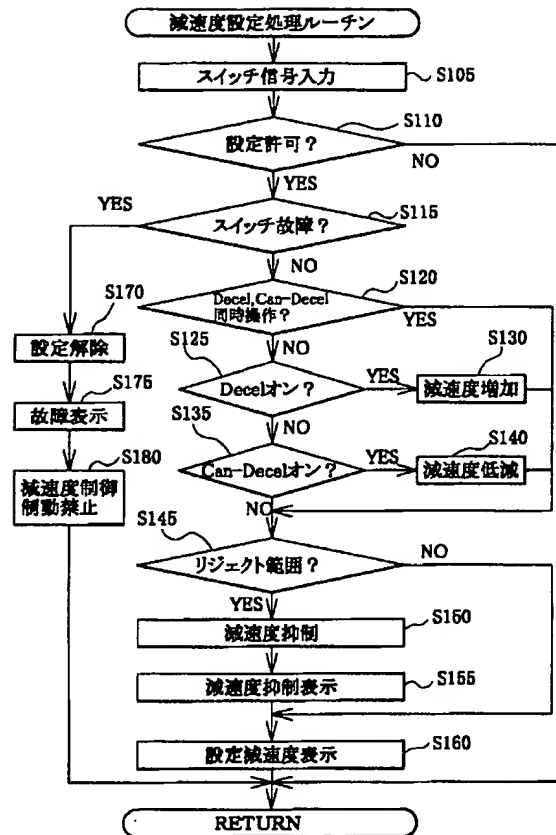 減速度設定処理ルーチン
スイッチ信号入力
S105
設定許可?
S110
NO
YES
スイッチ故障?
S115
YES
NO
Decel,Can-Decel
同時操作?
S120
YES
NO
S170
設定解除
S175
故障表示
S180
減速度制御
制動禁止
S125
Decelオン?
YES
S130
減速度増加
NO
S135
Can-Decelオン?
YES
S140
減速度低減
NO
S145
リジェクト範囲?
NO
YES
減速度抑制
S150
減速度抑制表示
S155
設定減速度表示
S160
RETURN